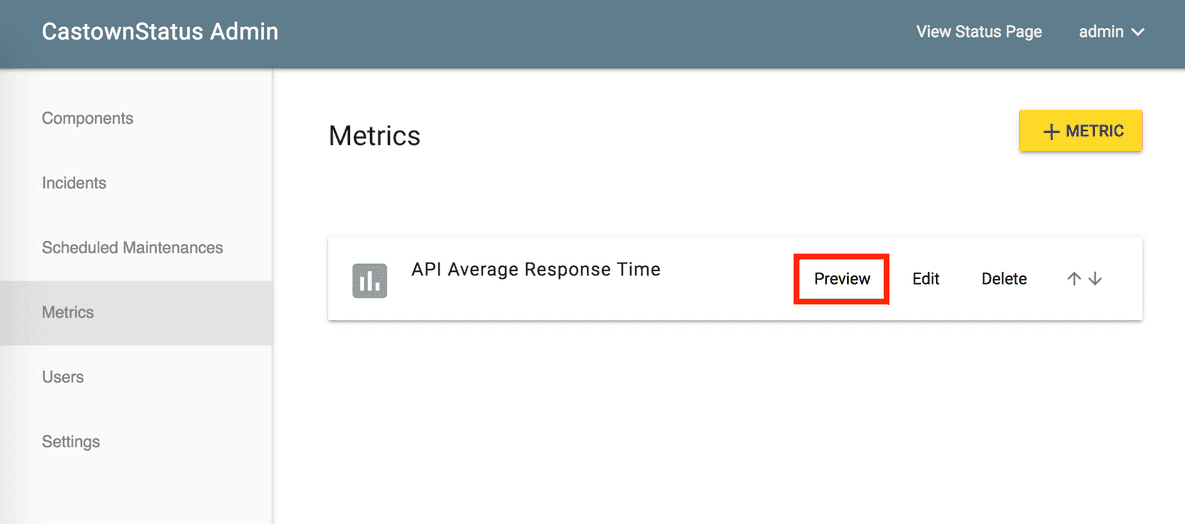 CastownStatus Admin
View Status Page
admin
Components
Incidents
Scheduled Maintenances
Metrics
Users
Settings
Metrics
+ METRIC
API Average Response Time
Preview
Edit
Delete